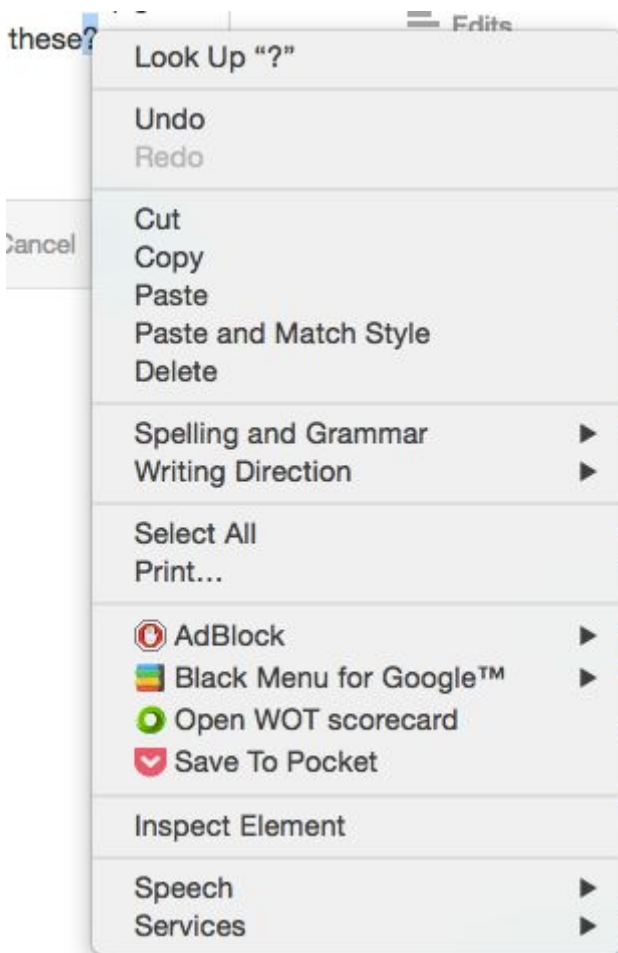 Edits
these?
Look Up “?”
Undo
Redo
Cut
Cancel
Copy
Paste
Paste and Match Style
Delete
Spelling and Grammar
Writing Direction
Select All
Print...
AdBlock
Black Menu for Google™
Open WOT scorecard
Save To Pocket
Inspect Element
Speech
Services